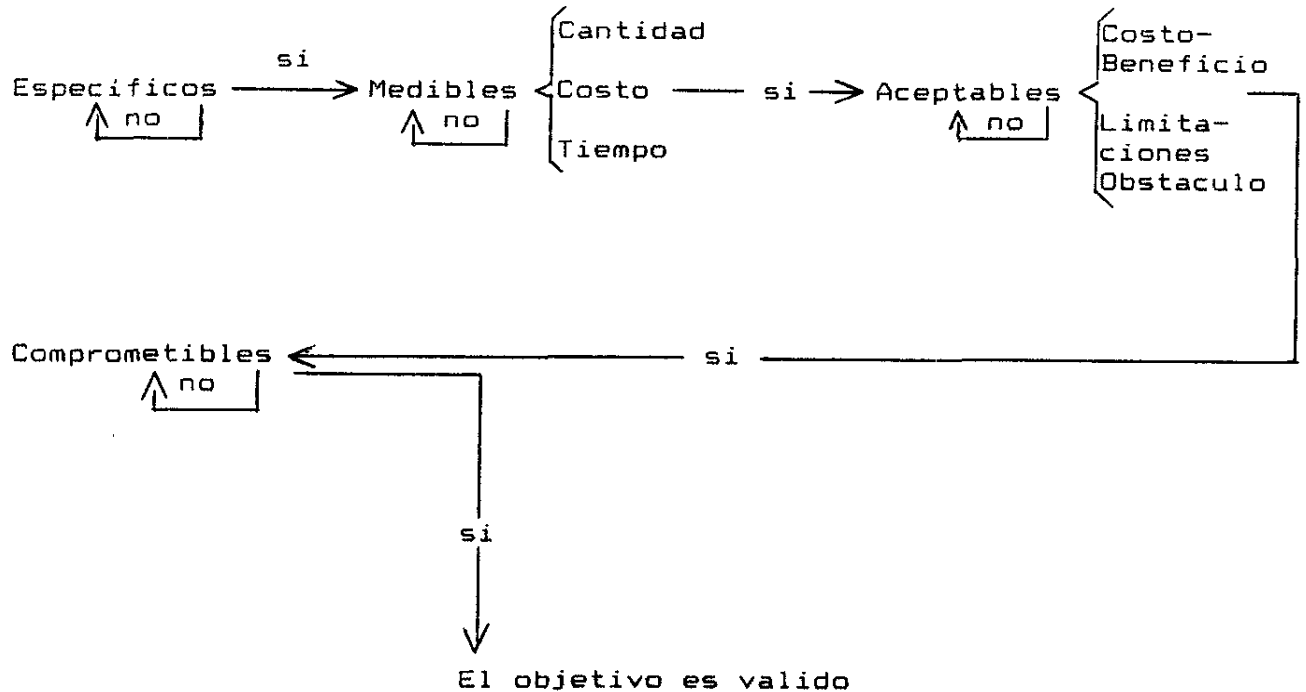 si
Específicos
no
Medibles
no
Cantidad
Costo
Tiempo
si
Aceptables
no
Costo-
Beneficio
Limita-
ciones
Obstaculo
Comprometibles
no
si
si
El objetivo es valido